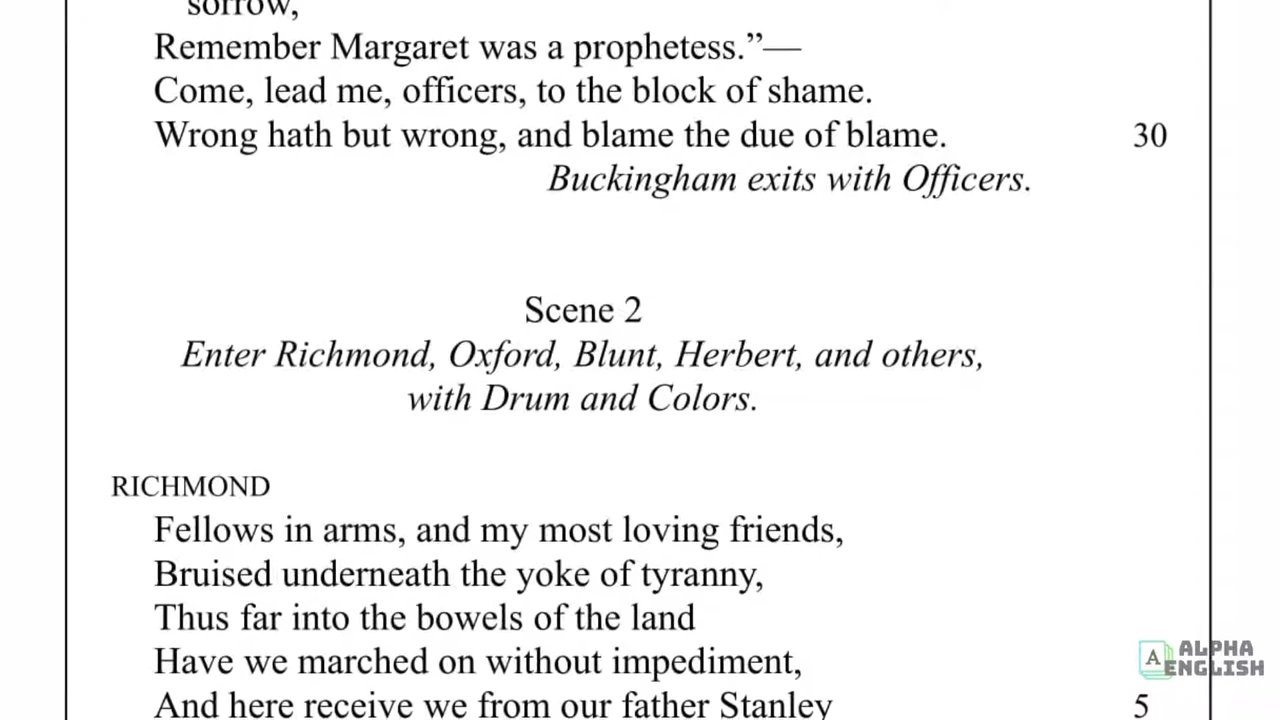 sorrow,
Remember Margaret was a prophetess.”—
Come, lead me, officers, to the block of shame.
Wrong hath but wrong, and blame the due of blame. 30
Buckingham exits with Officers.
Scene 2
Enter Richmond, Oxford, Blunt, Herbert, and others,
with Drum and Colors.
RICHMOND
Fellows in arms, and my most loving friends,
Bruised underneath the yoke of tyranny,
Thus far into the bowels of the land
Have we marched on without impediment,
And here receive we from our father Stanley 5
A ALPHA
ENGLISH